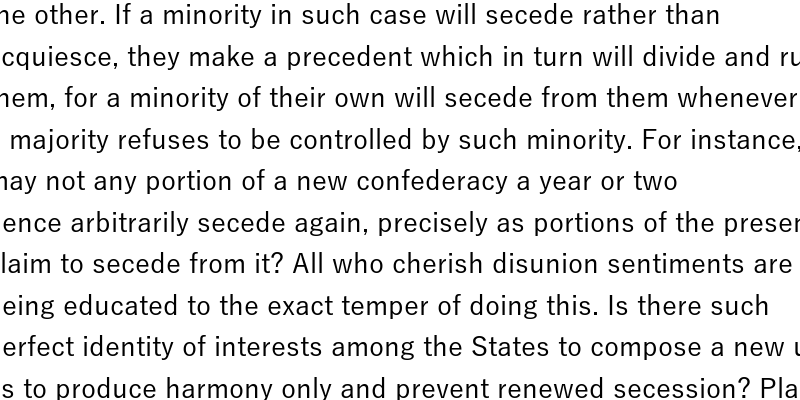 he other. If a minority in such case will secede rather than
cquiesce, they make a precedent which in turn will divide and ru
hem, for a minority of their own will secede from them whenever
majority refuses to be controlled by such minority. For instance,
may not any portion of a new confederacy a year or two
ence arbitrarily secede again, precisely as portions of the presen
laim to secede from it? All who cherish disunion sentiments are
eing educated to the exact temper of doing this. Is there such
erfect identity of interests among the States to compose a new u
s to produce harmony only and prevent renewed secession? Pla